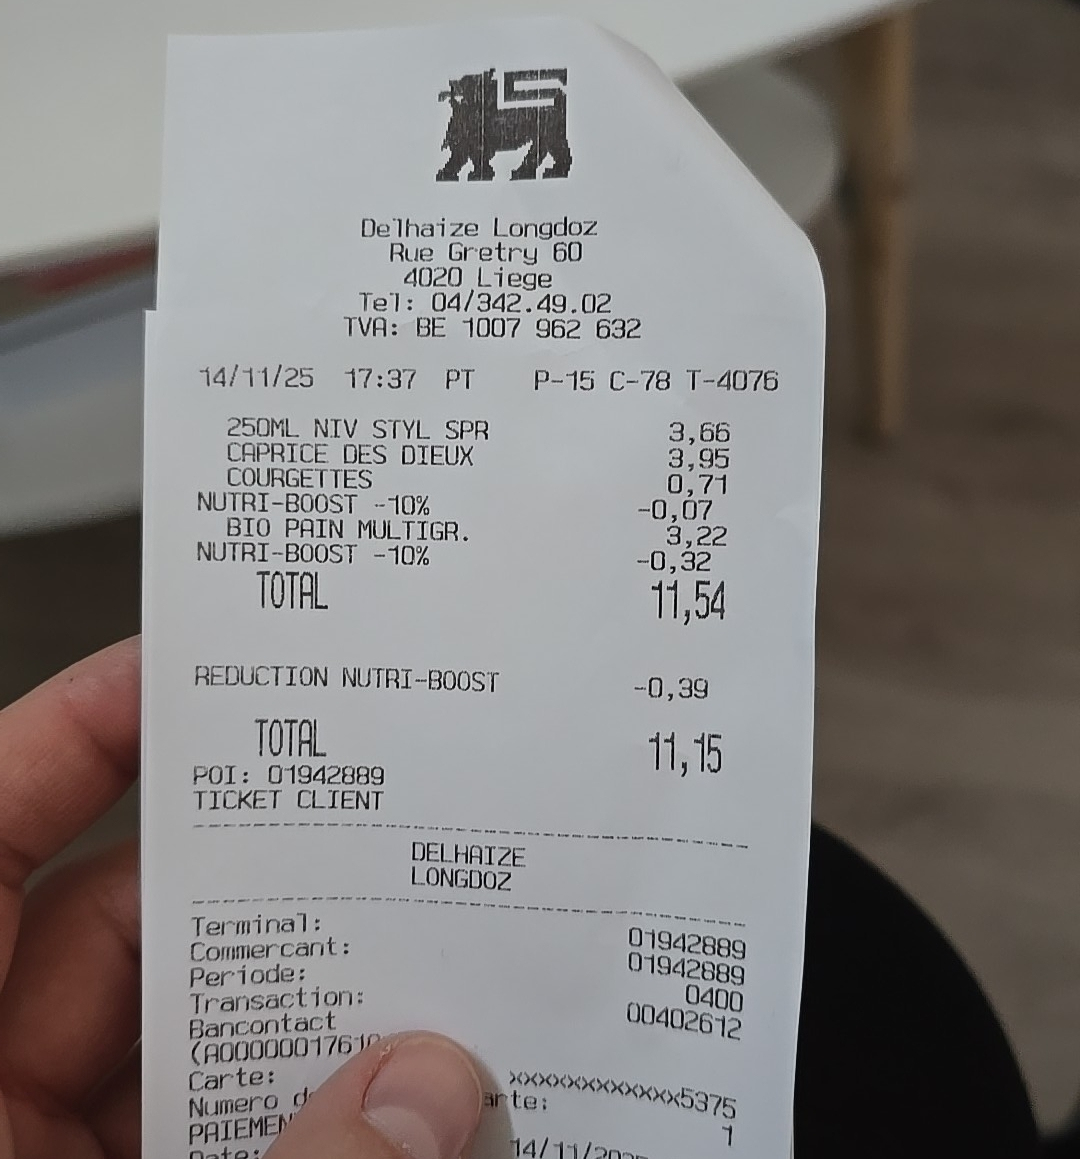 Delhaize Longdoz
Rue Gretry 60
4020 Liege
Tel: 04/342.49.02
TVA: BE 1007 962 632
14/11/25 17:37 PT P-15 C-78 T-4076
250ML NIV STYL SPR 3,66
CAPRICE DES DIEUX 3,95
COURGETTES 0,71
NUTRI-BOOST -10% -0,07
BIO PAIN MULTIGR. 3,22
NUTRI-BOOST -10% -0,32
TOTAL 11,54
REDUCTION NUTRI-BOOST -0,39
TOTAL 11,15
POI: 01942889
TICKET CLIENT
DELHAIZE
LONGDOZ
Terminal: 01942889
Commercant: 01942889
Periode: 0400
Transaction: 00402612
Bancontact
Carte: xxxxxxxxxxxxx5375
Numero 1
Date: